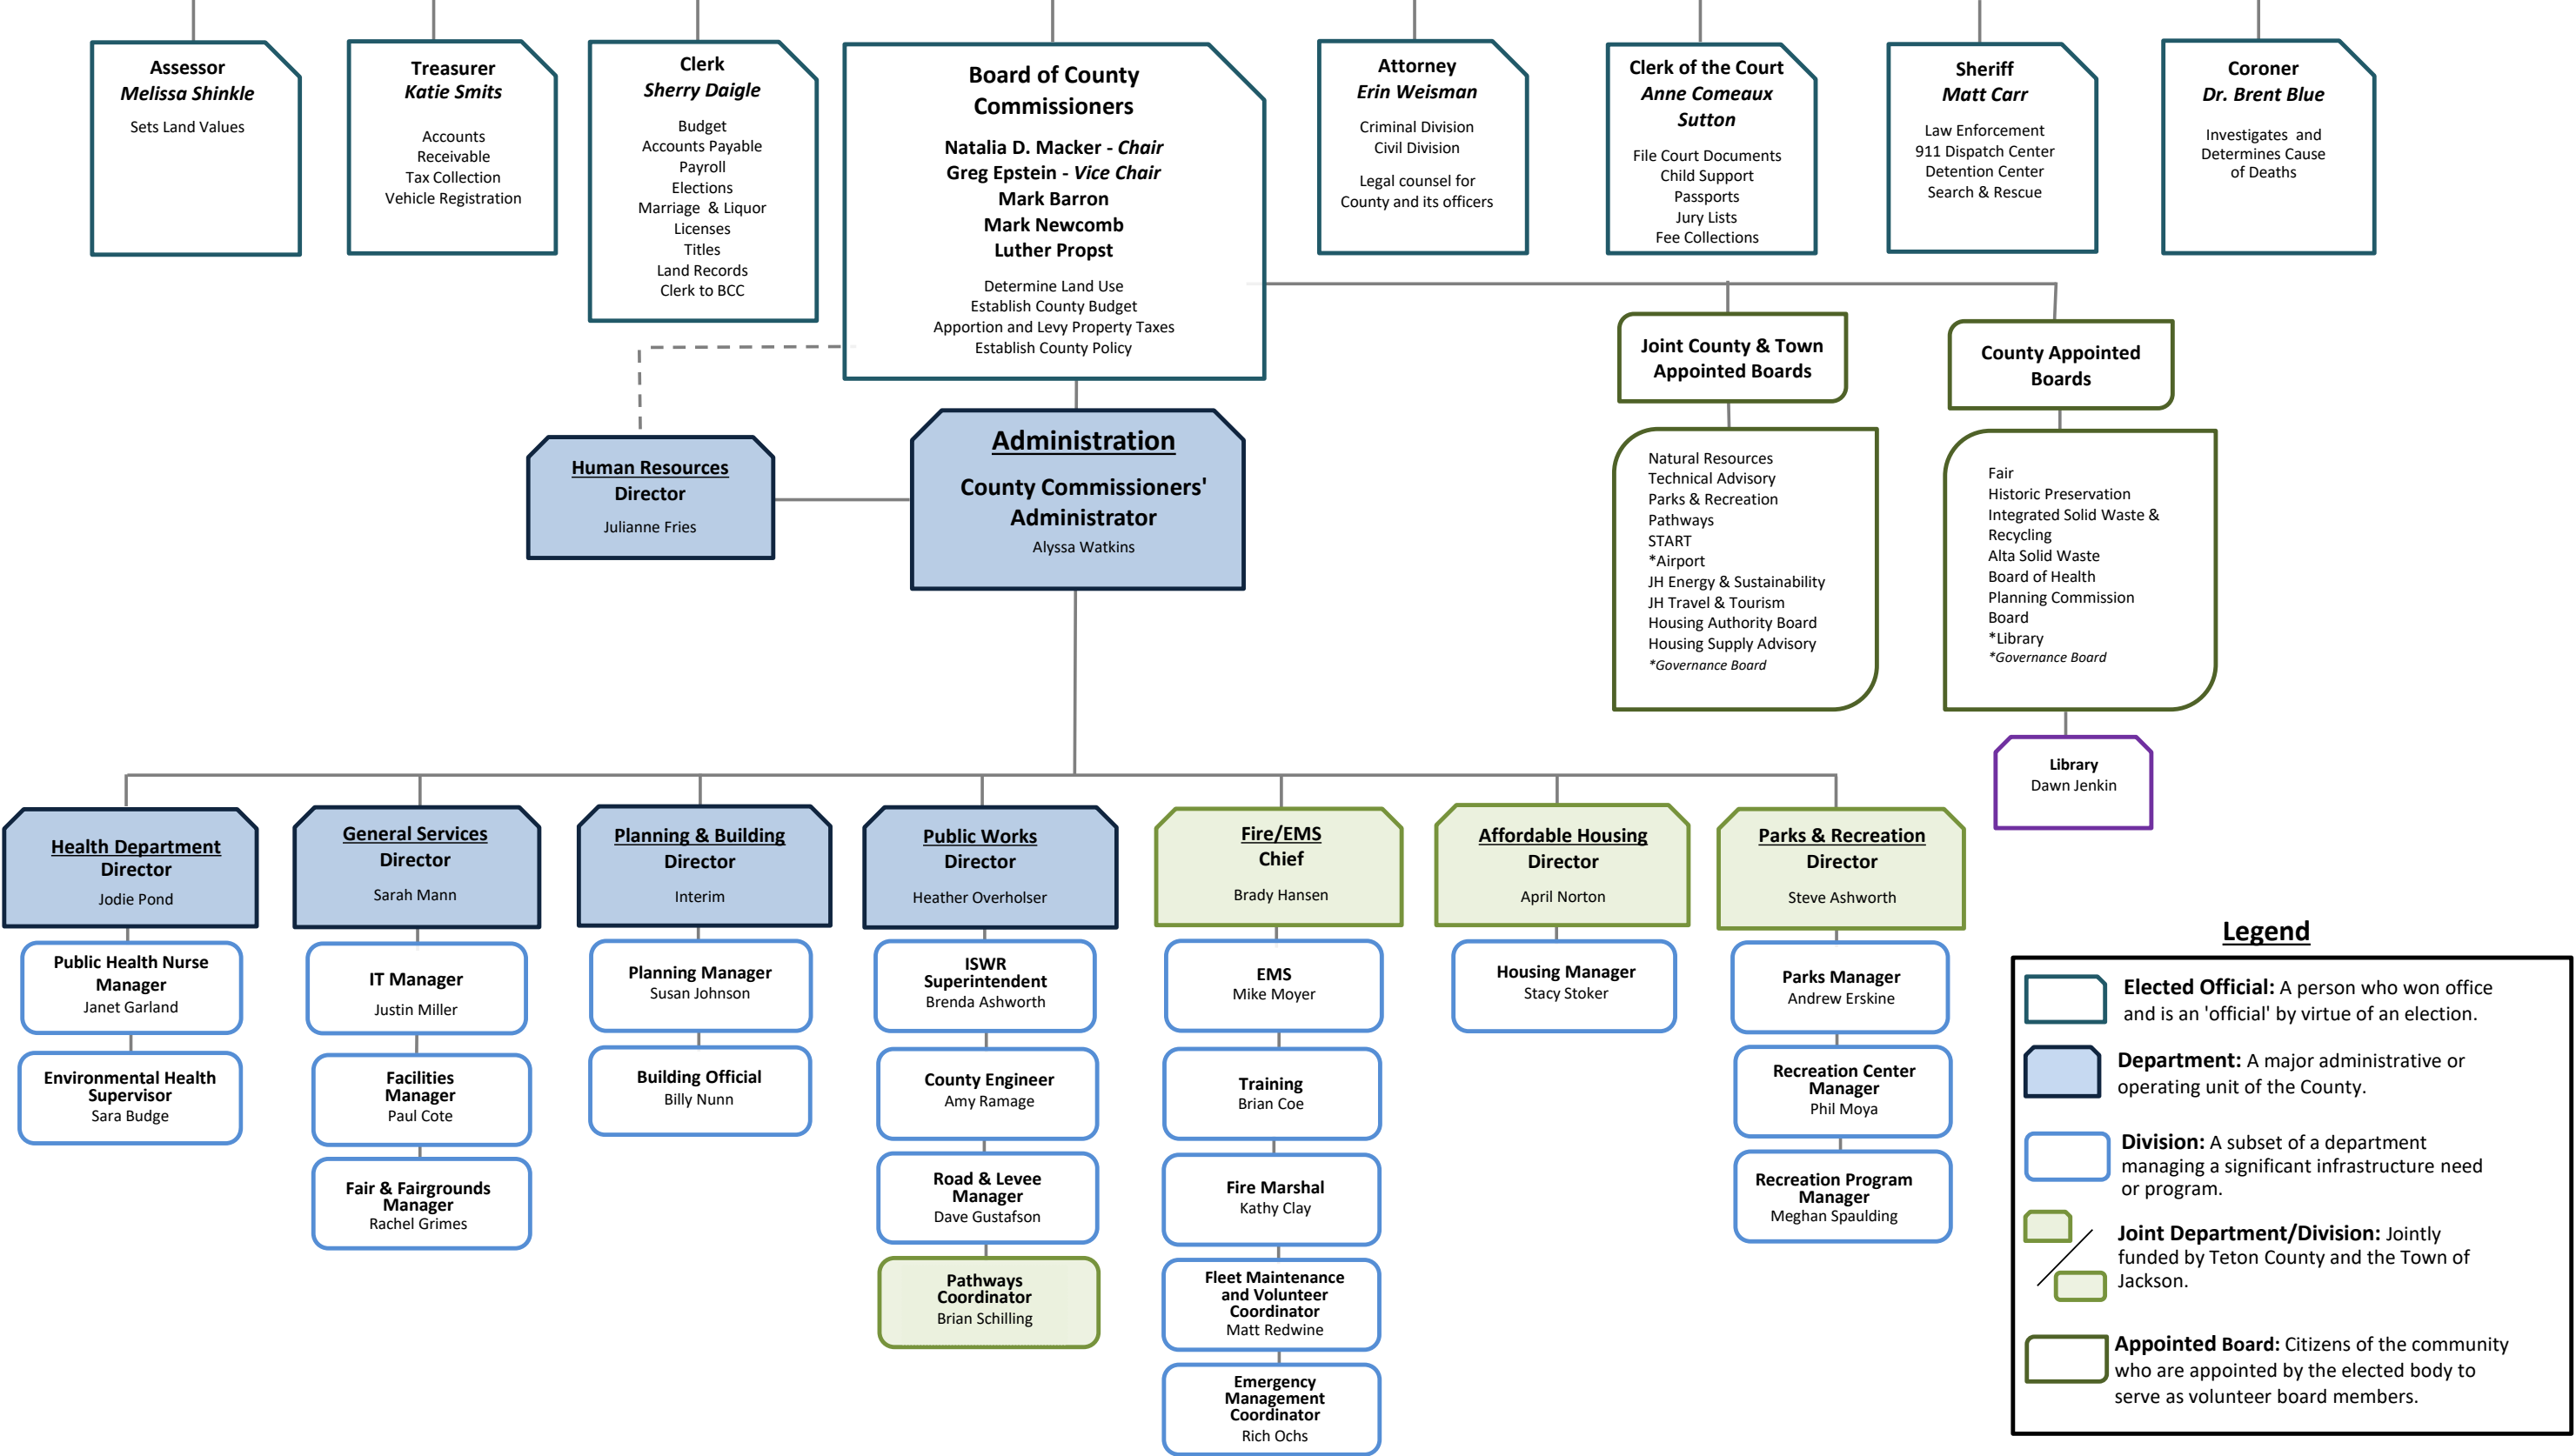 Assessor
Melissa Shinkle
Sets Land Values
Treasurer
Katie Smits
Accounts
Receivable
Tax Collection
Vehicle Registration
Clerk
Sherry Daigle
Budget
Accounts Payable
Payroll
Elections
Marriage & Liquor
Licenses
Titles
Land Records
Clerk to BCC
Board of County
Commissioners
Natalia D. Macker - Chair
Greg Epstein - Vice Chair
Mark Barron
Mark Newcomb
Luther Propst
Determine Land Use
Establish County Budget
Apportion and Levy Property Taxes
Establish County Policy
Attorney
Erin Weisman
Criminal Division
Civil Division
Legal counsel for
County and its officers
Clerk of the Court
Anne Comeaux
Sutton
File Court Documents
Child Support
Passports
Jury Lists
Fee Collections
Sheriff
Matt Carr
Law Enforcement
911 Dispatch Center
Detention Center
Search & Rescue
Coroner
Dr. Brent Blue
Investigates and
Determines Cause
of Deaths
Joint County & Town
Appointed Boards
County Appointed
Boards
Human Resources
Director
Julianne Fries
Administration
County Commissioners'
Administrator
Alyssa Watkins
Natural Resources
Technical Advisory
Parks & Recreation
Pathways
START
*Airport
JH Energy & Sustainability
JH Travel & Tourism
Housing Authority Board
Housing Supply Advisory
*Governance Board
Fair
Historic Preservation
Integrated Solid Waste &
Recycling
Alta Solid Waste
Board of Health
Planning Commission
Board
*Library
*Governance Board
Library
Dawn Jenkin
Health Department
Director
Jodie Pond
Public Health Nurse
Manager
Janet Garland
Environmental Health
Supervisor
Sara Budge
General Services
Director
Sarah Mann
IT Manager
Justin Miller
Facilities
Manager
Paul Cote
Fair & Fairgrounds
Manager
Rachel Grimes
Planning & Building
Director
Interim
Planning Manager
Susan Johnson
Building Official
Billy Nunn
Public Works
Director
Heather Overholser
ISWR
Superintendent
Brenda Ashworth
County Engineer
Amy Ramage
Road & Levee
Manager
Dave Gustafson
Pathways
Coordinator
Brian Schilling
Fire/EMS
Chief
Brady Hansen
EMS
Mike Moyer
Training
Brian Coe
Fire Marshal
Kathy Clay
Fleet Maintenance
and Volunteer
Coordinator
Matt Redwine
Emergency
Management
Coordinator
Rich Ochs
Affordable Housing
Director
April Norton
Housing Manager
Stacy Stoker
Parks & Recreation
Director
Steve Ashworth
Parks Manager
Andrew Erskine
Recreation Center
Manager
Phil Moya
Recreation Program
Manager
Meghan Spaulding
Legend
Elected Official: A person who won office
and is an 'official' by virtue of an election.
Department: A major administrative or
operating unit of the County.
Division: A subset of a department
managing a significant infrastructure need
or program.
Joint Department/Division: Jointly
funded by Teton County and the Town of
Jackson.
Appointed Board: Citizens of the community
who are appointed by the elected body to
serve as volunteer board members.